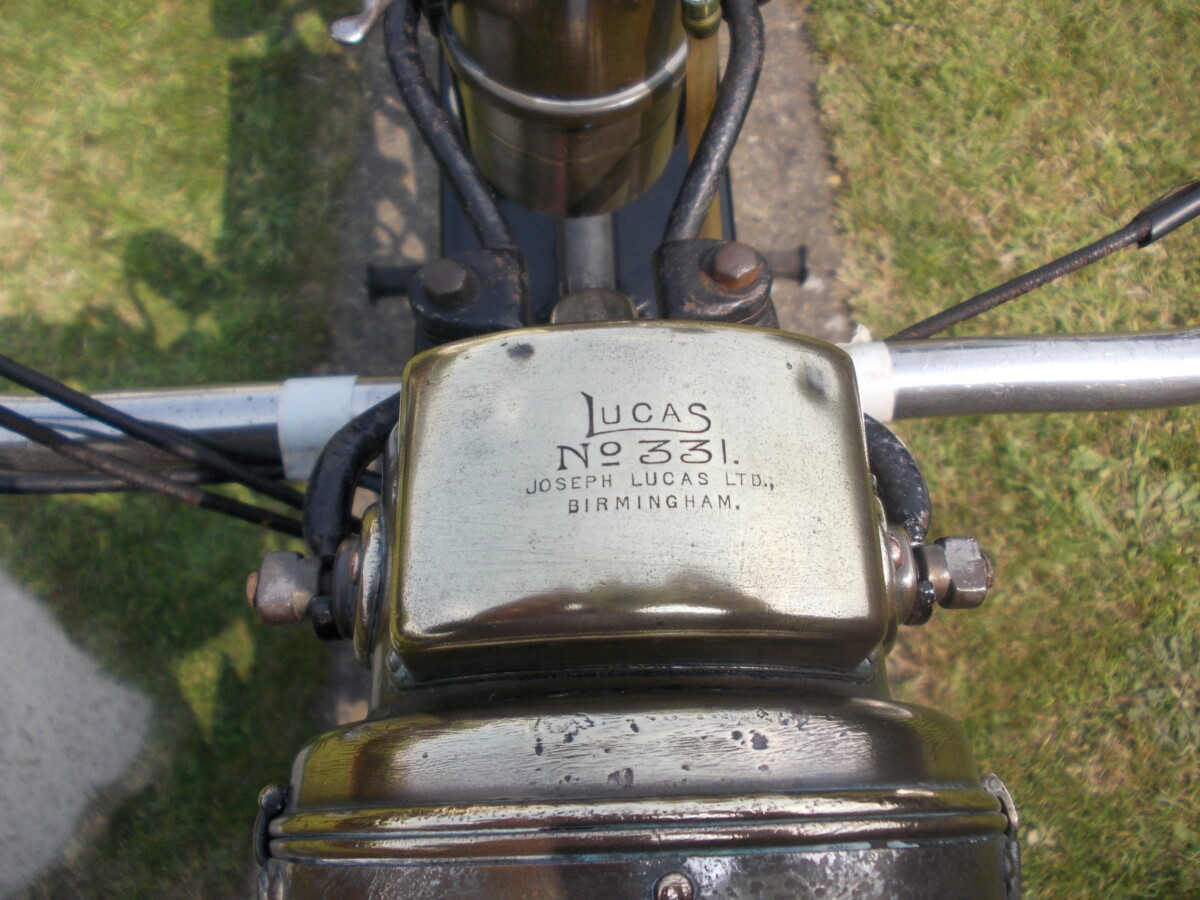 LUCAS
No 331.
JOSEPH LUCAS LTD.,
BIRMINGHAM.